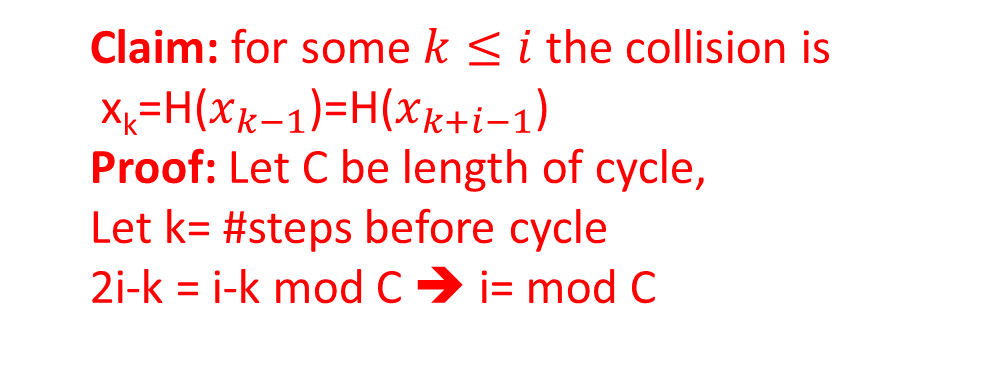 Claim: for some k ≤ i the collision is
xₖ=H(xₖ₋₁)=H(xₖ₊ᵢ₋₁)
Proof: Let C be length of cycle,
Let k= #steps before cycle
2i-k = i-k mod C 🡺 i= mod C